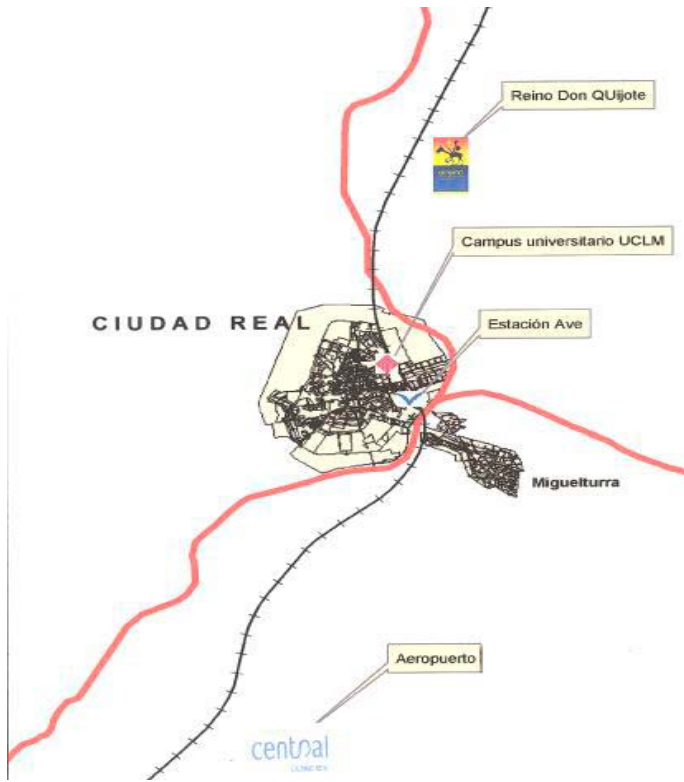 Reino Don QUijote
Campus universitario UCLM
CIUDAD REAL
Estación Ave
Miguelturra
Aeropuerto
central